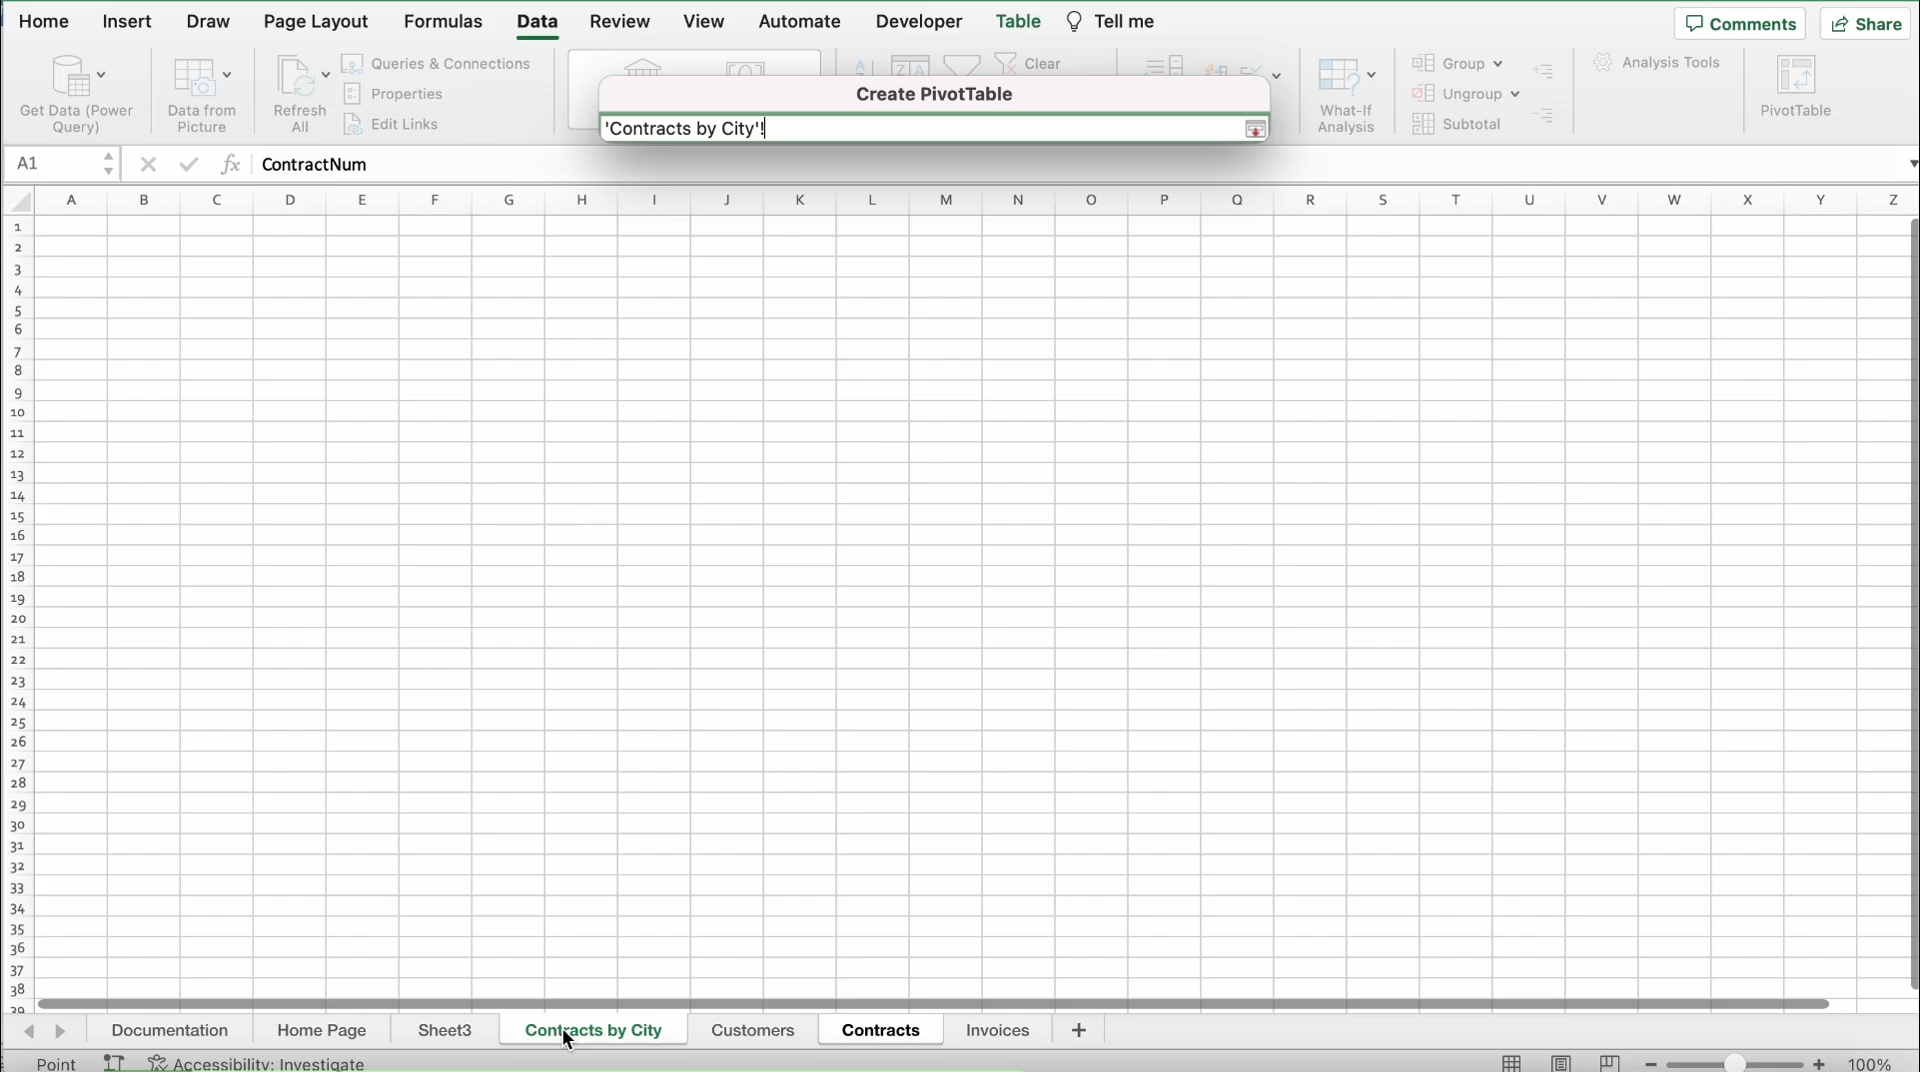 Home Insert Draw Page Layout Formulas Data Review View Automate Developer Table Tell me Comments Share
Get Data (Power Query)
Data from Picture
Refresh All
Queries & Connections
Properties
Edit Links
Clear
What-If Analysis
Group
Ungroup
Subtotal
Analysis Tools
PivotTable
Create PivotTable
'Contracts by City'!
A1 fx ContractNum
A B C D E F G H I J K L M N O P Q R S T U V W X Y Z
1
2
3
4
5
6
7
8
9
10
11
12
13
14
15
16
17
18
19
20
21
22
23
24
25
26
27
28
29
30
31
32
33
34
35
36
37
38
39
Documentation Home Page Sheet3 Contracts by City Customers Contracts Invoices +
Point Accessibility: Investigate 100%